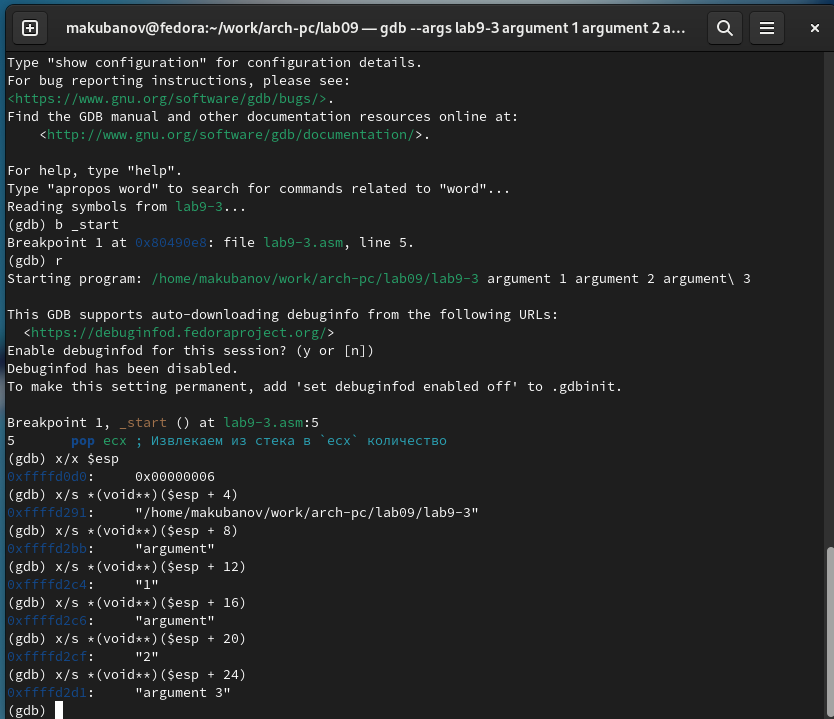 makubanov@fedora:~/work/arch-pc/lab09 — gdb --args lab9-3 argument 1 argument 2 a...
Type "show configuration" for configuration details.
For bug reporting instructions, please see:
<https://www.gnu.org/software/gdb/bugs/>.
Find the GDB manual and other documentation resources online at:
    <http://www.gnu.org/software/gdb/documentation/>.

For help, type "help".
Type "apropos word" to search for commands related to "word"...
Reading symbols from lab9-3...
(gdb) b _start
Breakpoint 1 at 0x80490e8: file lab9-3.asm, line 5.
(gdb) r
Starting program: /home/makubanov/work/arch-pc/lab09/lab9-3 argument 1 argument 2 argument\ 3

This GDB supports auto-downloading debuginfo from the following URLs:
  <https://debuginfod.fedoraproject.org/>
Enable debuginfod for this session? (y or [n])
Debuginfod has been disabled.
To make this setting permanent, add 'set debuginfod enabled off' to .gdbinit.

Breakpoint 1, _start () at lab9-3.asm:5
5       pop ecx ; Извлекаем из стека в `ecx` количество
(gdb) x/x $esp
0xffffd0d0:     0x00000006
(gdb) x/s *(void**)($esp + 4)
0xffffd291:     "/home/makubanov/work/arch-pc/lab09/lab9-3"
(gdb) x/s *(void**)($esp + 8)
0xffffd2bb:     "argument"
(gdb) x/s *(void**)($esp + 12)
0xffffd2c4:     "1"
(gdb) x/s *(void**)($esp + 16)
0xffffd2c6:     "argument"
(gdb) x/s *(void**)($esp + 20)
0xffffd2cf:     "2"
(gdb) x/s *(void**)($esp + 24)
0xffffd2d1:     "argument 3"
(gdb)